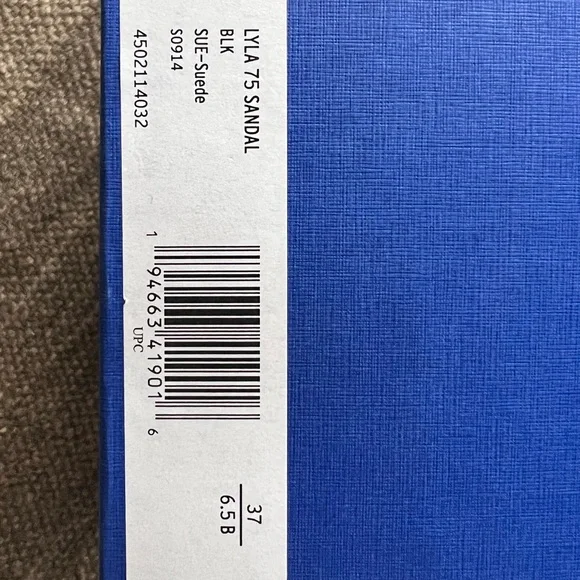 LYLA 75 SANDAL
BLK
SUE-Suede
S0914
4502114032
1 94663 41901 6
UPC
37
6.5 B